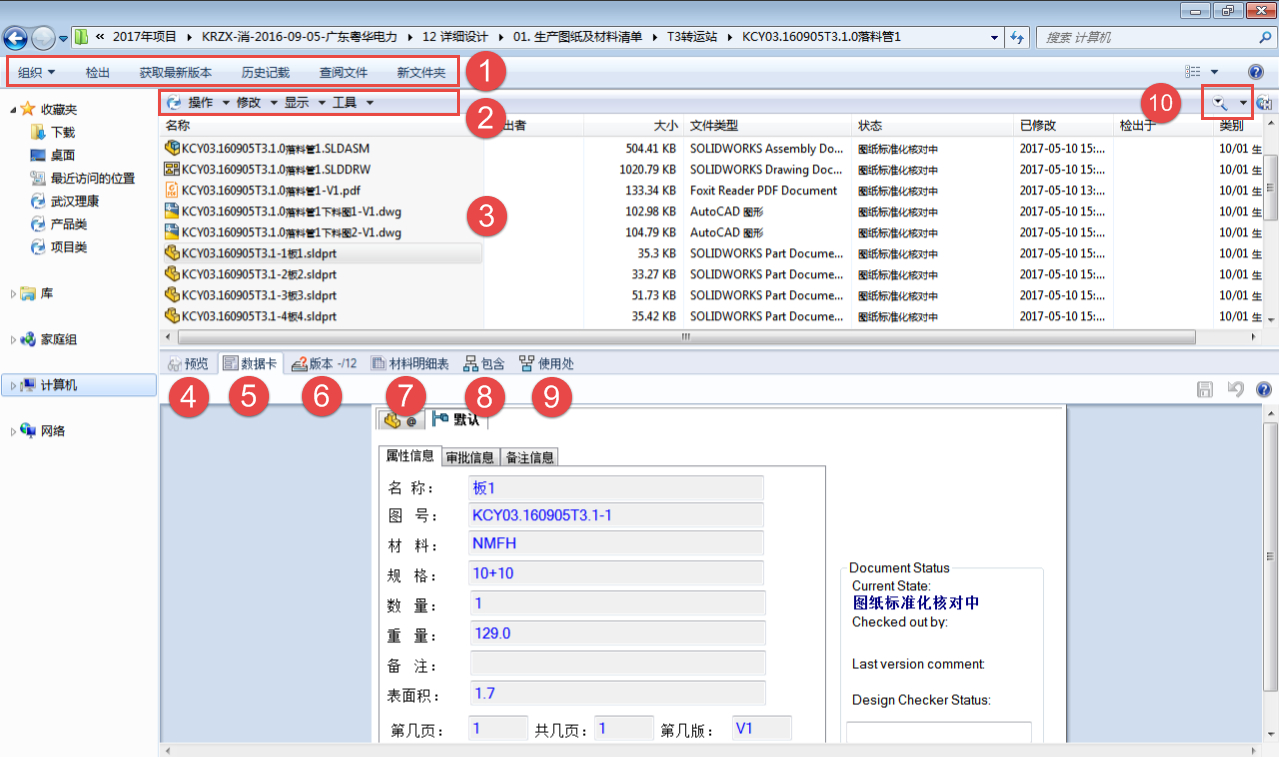 « 2017年项目 KRZX-消-2016-09-05-广东粤华电力 12 详细设计 01. 生产图纸及材料清单 T3转运站 KCY03.160905T3.1.0落料管1 搜索 计算机
组织 检出 获取最新版本 历史记载 查阅文件 新文件夹 1
操作 修改 显示 工具 2 10
名称 出者 大小 文件类型 状态 已修改 检出于 类别
KCY03.160905T3.1.0落料管1.SLDASM 504.41 KB SOLIDWORKS Assembly Do... 图纸标准化核对中 2017-05-10 15:... 10/01 生
KCY03.160905T3.1.0落料管1.SLDDRW 1020.79 KB SOLIDWORKS Drawing Doc... 图纸标准化核对中 2017-05-10 15:... 10/01 生
KCY03.160905T3.1.0落料管1-V1.pdf 133.34 KB Foxit Reader PDF Document 图纸标准化核对中 2017-05-10 13:... 10/01 生
KCY03.160905T3.1.0落料管1下料图1-V1.dwg 102.98 KB AutoCAD 图形 图纸标准化核对中 2017-05-10 15:... 10/01 生
KCY03.160905T3.1.0落料管1下料图2-V1.dwg 104.79 KB AutoCAD 图形 图纸标准化核对中 2017-05-10 15:... 10/01 生
KCY03.160905T3.1-1板1.sldprt 35.3 KB SOLIDWORKS Part Docume... 图纸标准化核对中 2017-05-10 15:... 10/01 生
KCY03.160905T3.1-2板2.sldprt 33.27 KB SOLIDWORKS Part Docume... 图纸标准化核对中 2017-05-10 15:... 10/01 生
KCY03.160905T3.1-3板3.sldprt 51.73 KB SOLIDWORKS Part Docume... 图纸标准化核对中 2017-05-10 15:... 10/01 生
KCY03.160905T3.1-4板4.sldprt 35.42 KB SOLIDWORKS Part Docume... 图纸标准化核对中 2017-05-10 15:... 10/01 生
3
收藏夹
下载
桌面
最近访问的位置
武汉理康
产品类
项目类
库
家庭组
计算机
网络
预览 数据卡 版本 -/12 材料明细表 包含 使用处
4 5 6 7 8 9
@ 默认
属性信息 审批信息 备注信息
名 称： 板1
图 号： KCY03.160905T3.1-1
材 料： NMFH
规 格： 10+10
数 量： 1
重 量： 129.0
备 注：
表面积： 1.7
第几页： 1 共几页： 1 第几版： V1
Document Status
Current State:
图纸标准化核对中
Checked out by:
Last version comment:
Design Checker Status: